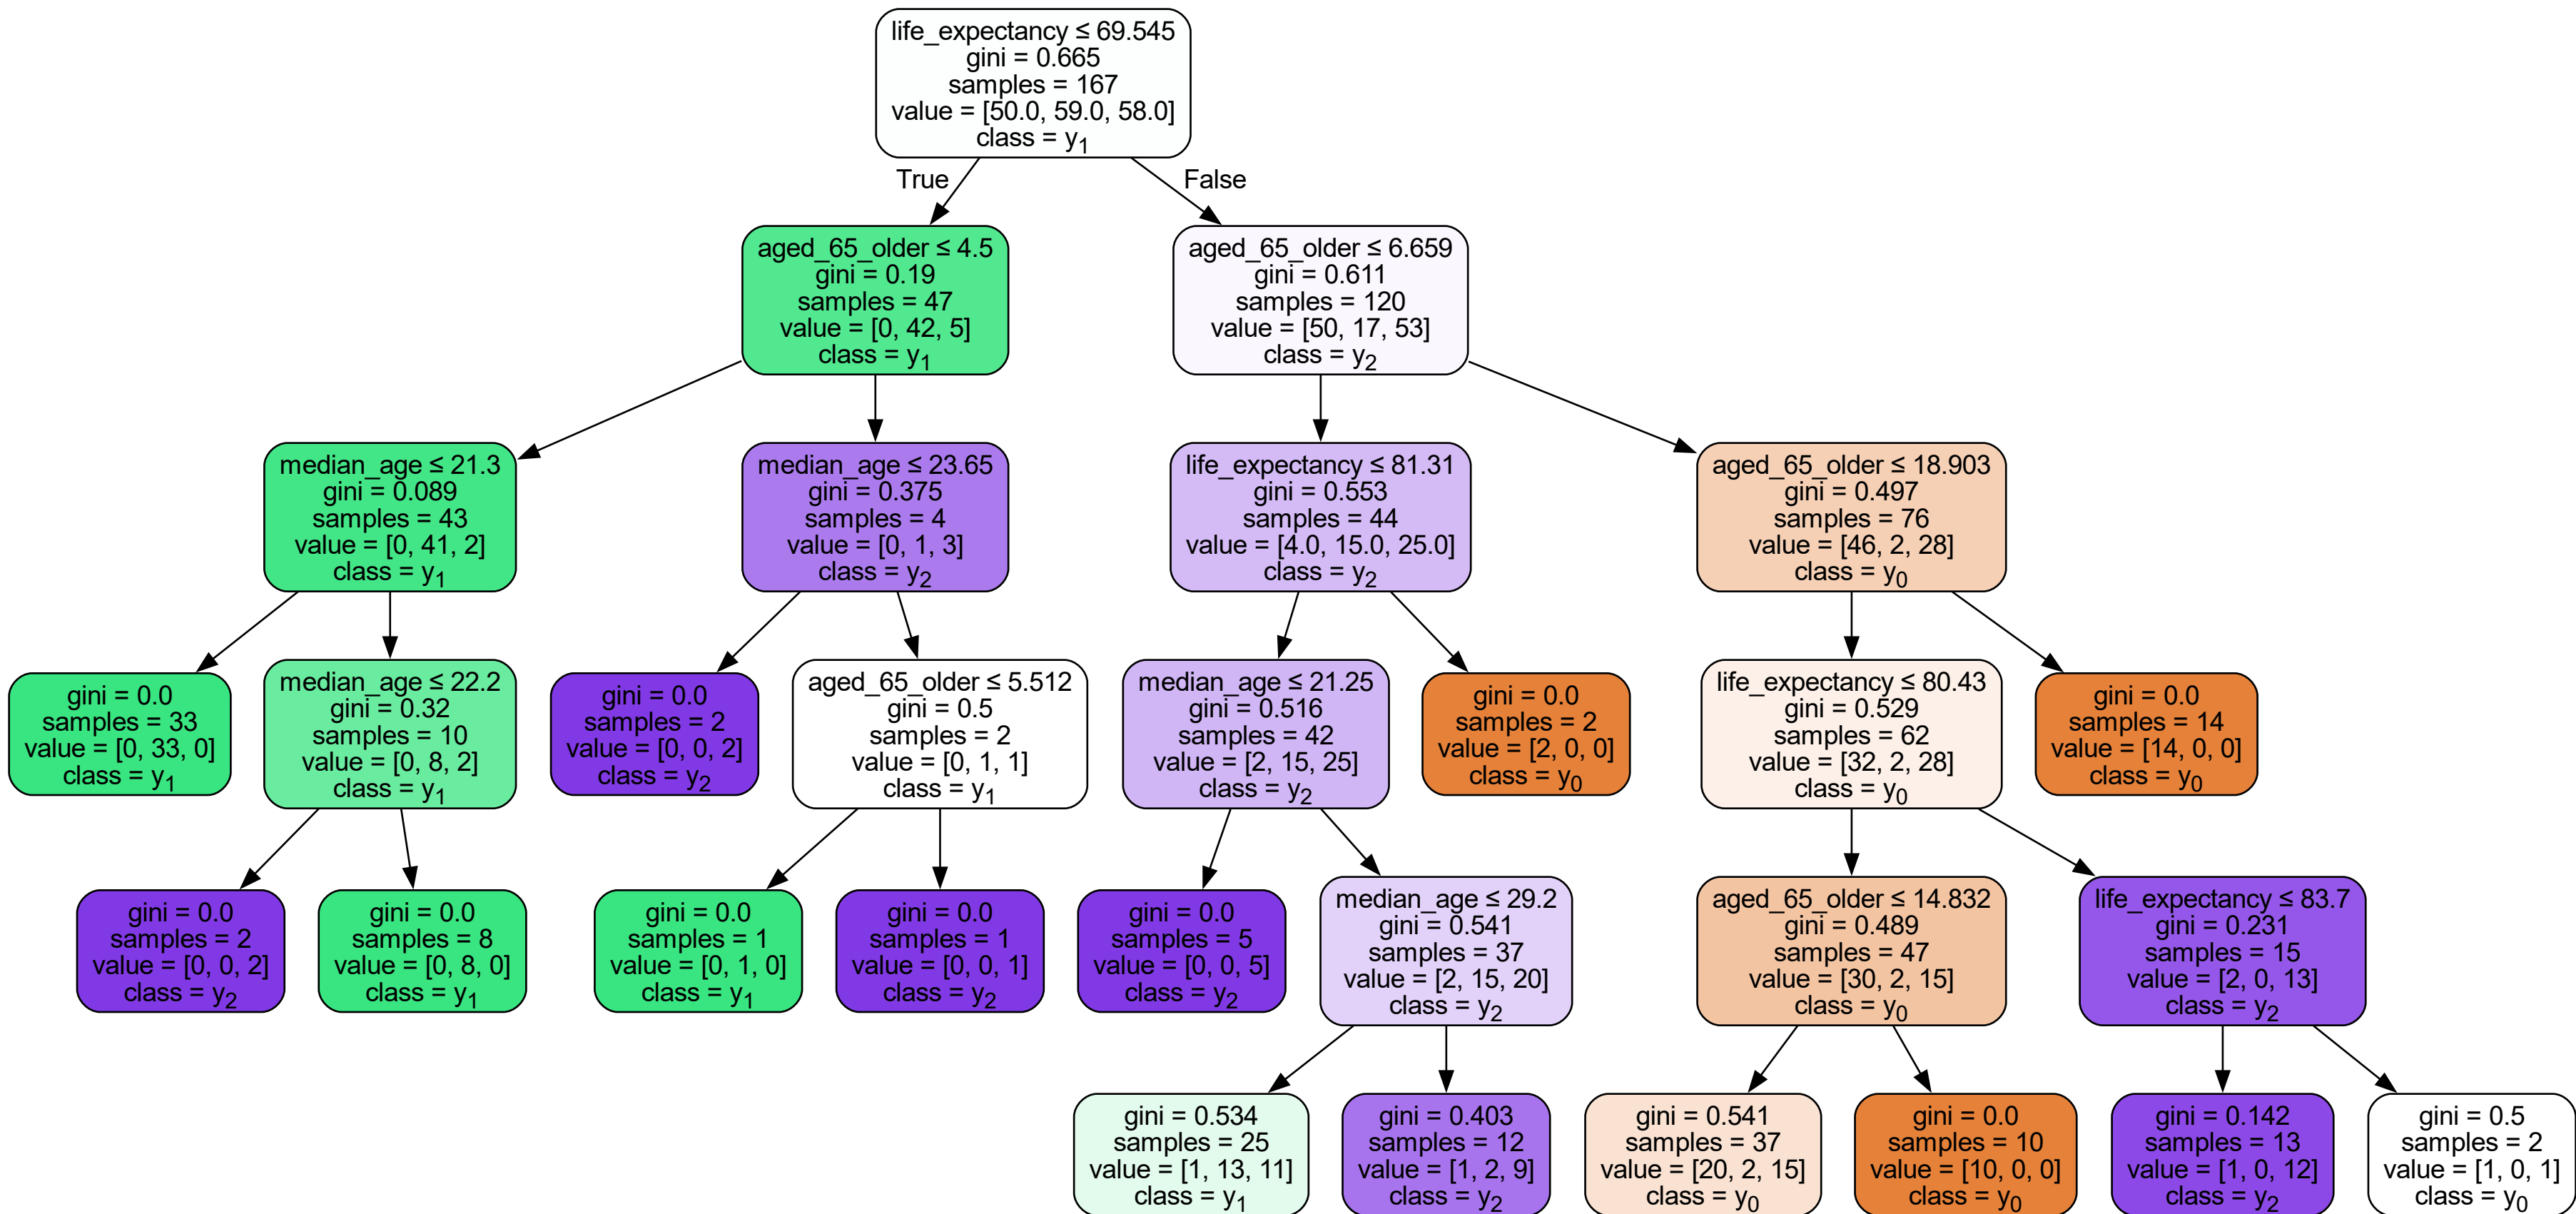 life_expectancy ≤ 69.545
gini = 0.665
samples = 167
value = [50.0, 59.0, 58.0]
class = y₁
True
False
aged_65_older ≤ 4.5
gini = 0.19
samples = 47
value = [0, 42, 5]
class = y₁
aged_65_older ≤ 6.659
gini = 0.611
samples = 120
value = [50, 17, 53]
class = y₂
median_age ≤ 21.3
gini = 0.089
samples = 43
value = [0, 41, 2]
class = y₁
median_age ≤ 23.65
gini = 0.375
samples = 4
value = [0, 1, 3]
class = y₂
life_expectancy ≤ 81.31
gini = 0.553
samples = 44
value = [4.0, 15.0, 25.0]
class = y₂
aged_65_older ≤ 18.903
gini = 0.497
samples = 76
value = [46, 2, 28]
class = y₀
gini = 0.0
samples = 33
value = [0, 33, 0]
class = y₁
median_age ≤ 22.2
gini = 0.32
samples = 10
value = [0, 8, 2]
class = y₁
gini = 0.0
samples = 2
value = [0, 0, 2]
class = y₂
aged_65_older ≤ 5.512
gini = 0.5
samples = 2
value = [0, 1, 1]
class = y₁
median_age ≤ 21.25
gini = 0.516
samples = 42
value = [2, 15, 25]
class = y₂
gini = 0.0
samples = 2
value = [2, 0, 0]
class = y₀
life_expectancy ≤ 80.43
gini = 0.529
samples = 62
value = [32, 2, 28]
class = y₀
gini = 0.0
samples = 14
value = [14, 0, 0]
class = y₀
gini = 0.0
samples = 2
value = [0, 0, 2]
class = y₂
gini = 0.0
samples = 8
value = [0, 8, 0]
class = y₁
gini = 0.0
samples = 1
value = [0, 1, 0]
class = y₁
gini = 0.0
samples = 1
value = [0, 0, 1]
class = y₂
gini = 0.0
samples = 5
value = [0, 0, 5]
class = y₂
median_age ≤ 29.2
gini = 0.541
samples = 37
value = [2, 15, 20]
class = y₂
aged_65_older ≤ 14.832
gini = 0.489
samples = 47
value = [30, 2, 15]
class = y₀
life_expectancy ≤ 83.7
gini = 0.231
samples = 15
value = [2, 0, 13]
class = y₂
gini = 0.534
samples = 25
value = [1, 13, 11]
class = y₁
gini = 0.403
samples = 12
value = [1, 2, 9]
class = y₂
gini = 0.541
samples = 37
value = [20, 2, 15]
class = y₀
gini = 0.0
samples = 10
value = [10, 0, 0]
class = y₀
gini = 0.142
samples = 13
value = [1, 0, 12]
class = y₂
gini = 0.5
samples = 2
value = [1, 0, 1]
class = y₀